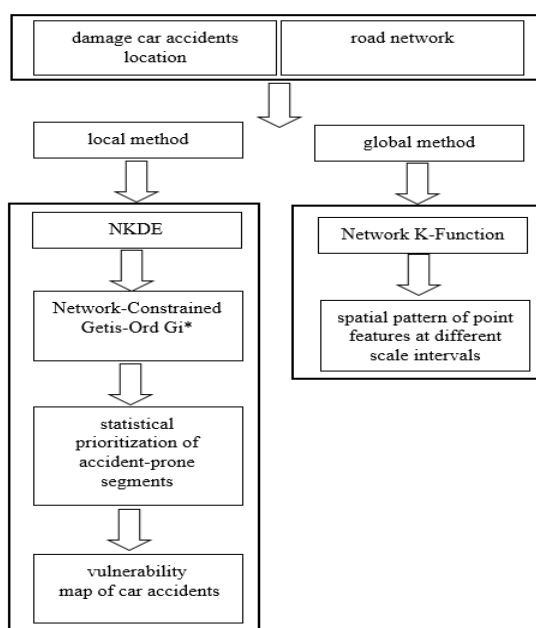 damage car accidents
location
road network
local method
global method
NKDE
Network K-Function
Network-Constrained
Getis-Ord Gi*
spatial pattern of point
features at different
scale intervals
statistical
prioritization of
accident-prone
segments
vulnerability
map of car accidents